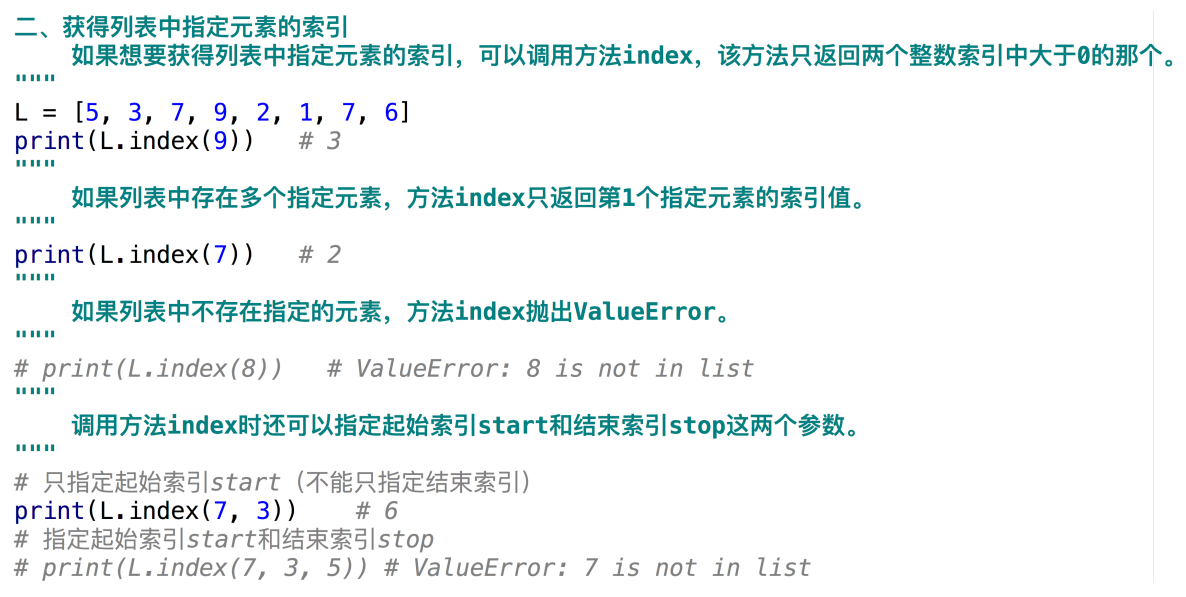 二、获得列表中指定元素的索引
    如果想要获得列表中指定元素的索引，可以调用方法index，该方法只返回两个整数索引中大于0的那个。
"""
L = [5, 3, 7, 9, 2, 1, 7, 6]
print(L.index(9))   # 3
"""
    如果列表中存在多个指定元素，方法index只返回第1个指定元素的索引值。
"""
print(L.index(7))   # 2
"""
    如果列表中不存在指定的元素，方法index抛出ValueError。
"""
# print(L.index(8))   # ValueError: 8 is not in list
"""
    调用方法index时还可以指定起始索引start和结束索引stop这两个参数。
"""
# 只指定起始索引start（不能只指定结束索引）
print(L.index(7, 3))    # 6
# 指定起始索引start和结束索引stop
# print(L.index(7, 3, 5)) # ValueError: 7 is not in list